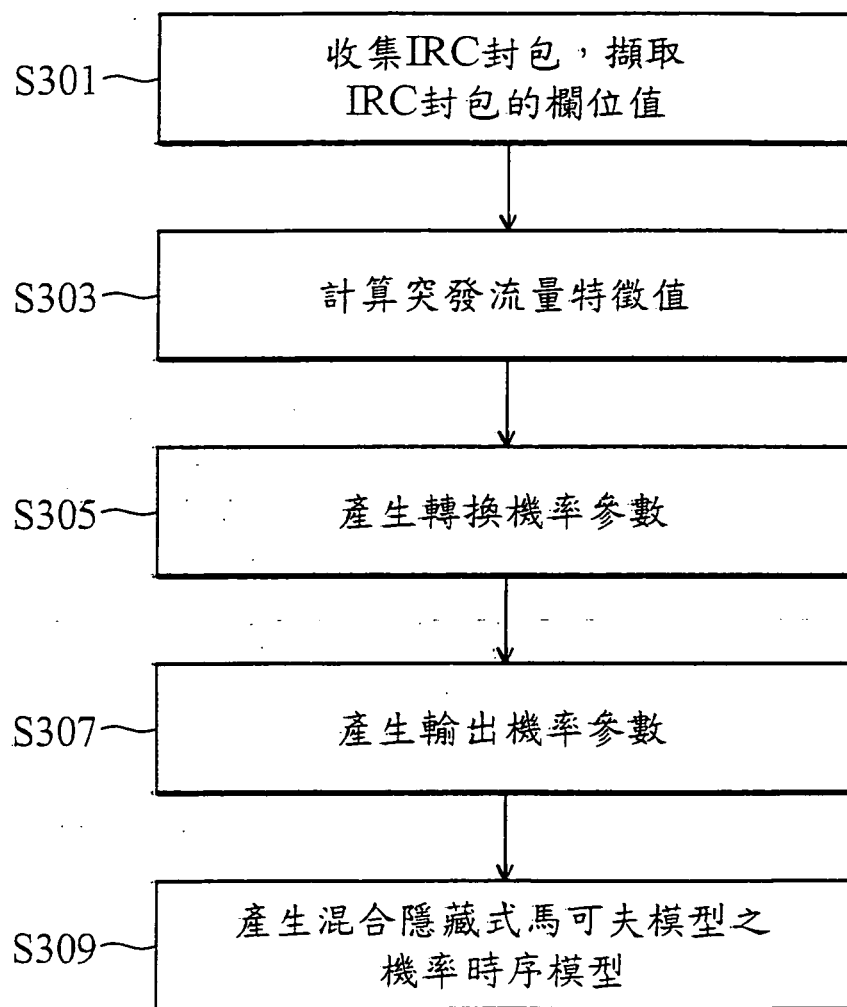 S301
收集IRC封包，擷取
IRC封包的欄位值
S303
計算突發流量特徵值
S305
產生轉換機率參數
S307
產生輸出機率參數
S309
產生混合隱藏式馬可夫模型之
機率時序模型